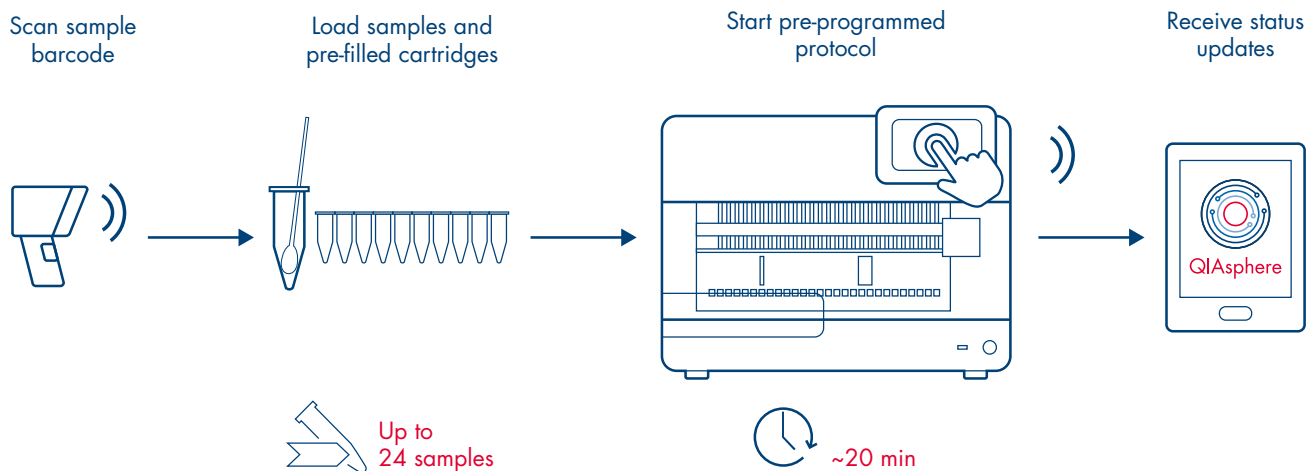 Scan sample
barcode
Load samples and
pre-filled cartridges
Start pre-programmed
protocol
Receive status
updates
QIAsphere
Up to
24 samples
~20 min